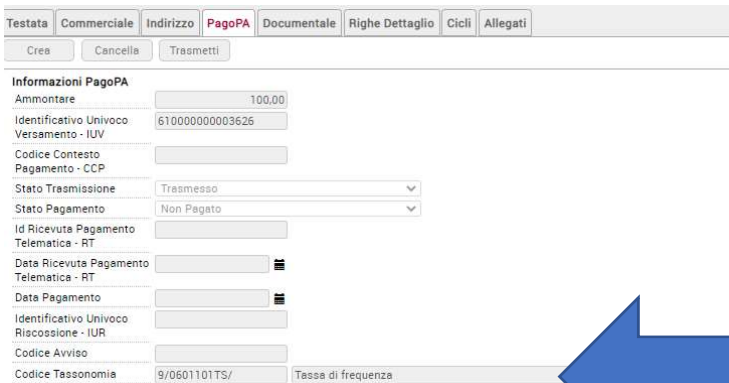 Testata Commerciale Indirizzo PagoPA Documentale Righe Dettaglio Cicli Allegati
Crea Cancella Trasmetti
Informazioni PagoPA
Ammontare 100,00
Identificativo Univoco
Versamento - IUV 610000000003626
Codice Contesto
Pagamento - CCP
Stato Trasmissione Trasmesso
Stato Pagamento Non Pagato
Id Ricevuta Pagamento
Telematica - RT
Data Ricevuta Pagamento
Telematica - RT
Data Pagamento
Identificativo Univoco
Riscossione - IUR
Codice Avviso
Codice Tassonomia 9/0601101TS/ Tassa di frequenza